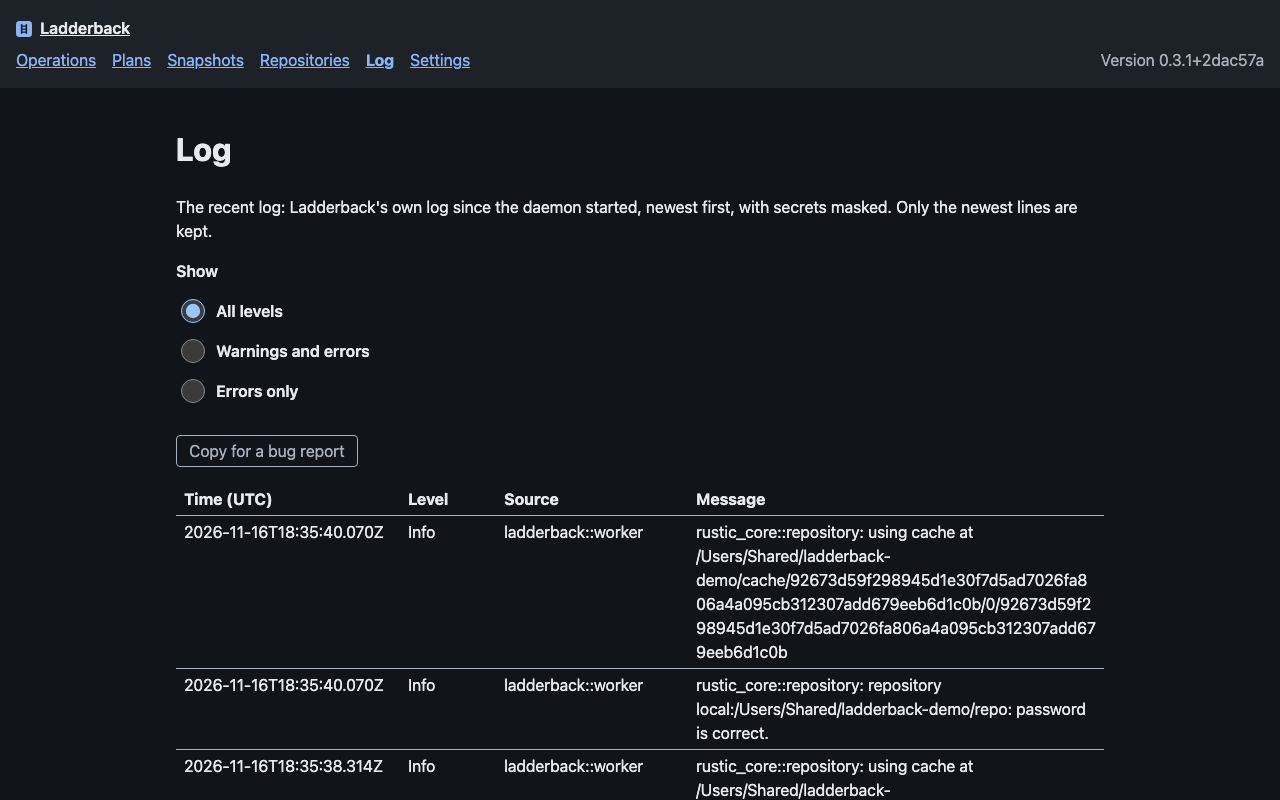 Ladderback
Operations Plans Snapshots Repositories Log Settings Version 0.3.1+2dac57a
Log
The recent log: Ladderback's own log since the daemon started, newest first, with secrets masked. Only the newest lines are
kept.
Show
All levels
Warnings and errors
Errors only
Copy for a bug report
Time (UTC) Level Source Message
2026-11-16T18:35:40.070Z Info ladderback::worker rustic_core::repository: using cache at
/Users/Shared/ladderback-
demo/cache/92673d59f298945d1e30f7d5ad7026fa8
06a4a095cb312307add679eeb6d1c0b/0/92673d59f2
98945d1e30f7d5ad7026fa806a4a095cb312307add67
9eeb6d1c0b
2026-11-16T18:35:40.070Z Info ladderback::worker rustic_core::repository: repository
local:/Users/Shared/ladderback-demo/repo: password
is correct.
2026-11-16T18:35:38.314Z Info ladderback::worker rustic_core::repository: using cache at
/Users/Shared/ladderback-